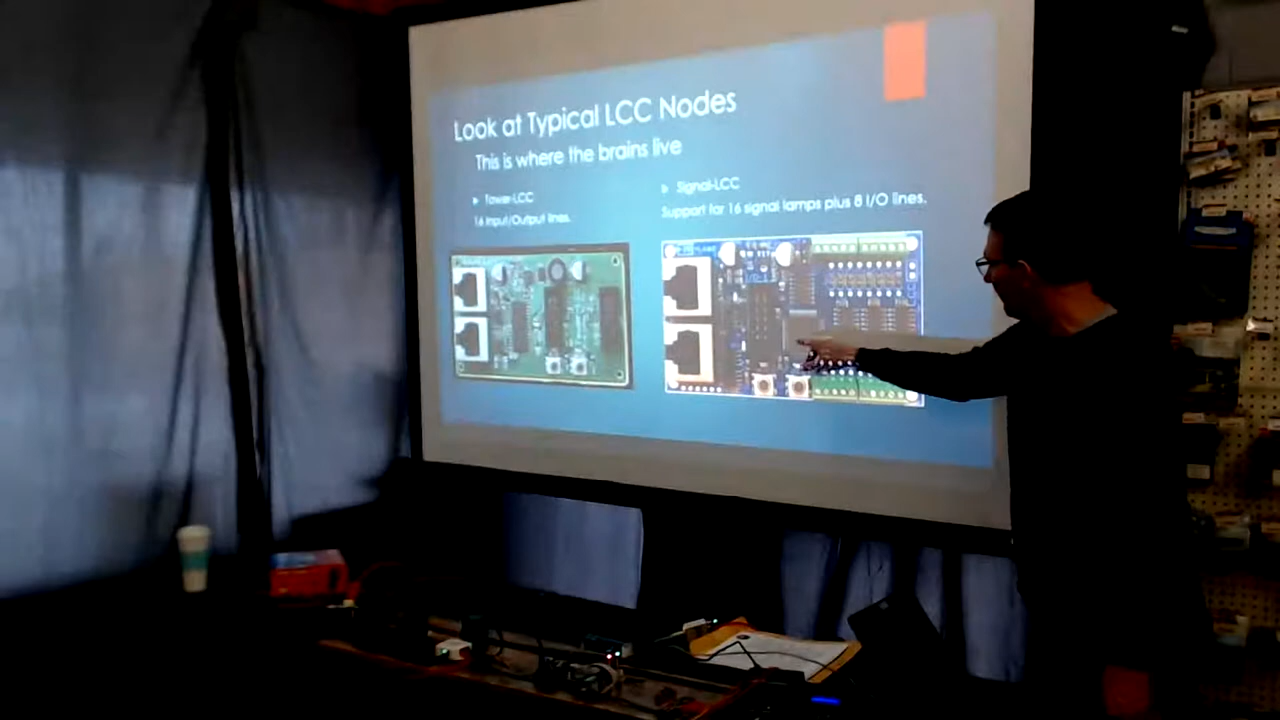 Look at Typical LCC Nodes
This is where the brains live
Tower-LCC
16 Input/Output lines.
Signal-LCC
Support for 16 signal lamps plus 8 I/O lines.